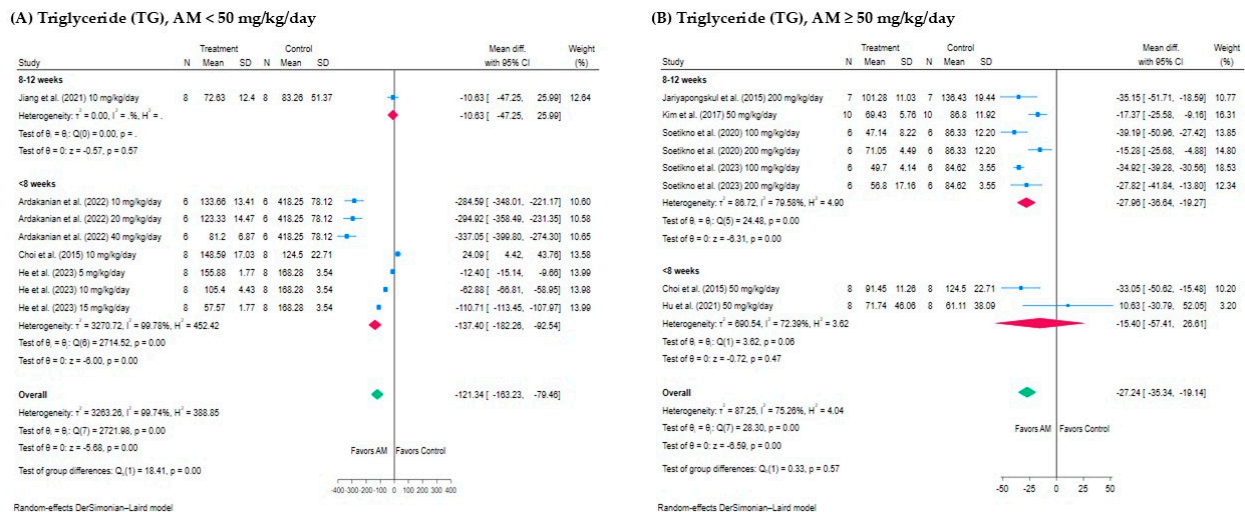 (A) Triglyceride (TG), AM < 50 mg/kg/day
Treatment Control Mean diff. Weight
Study N Mean SD N Mean SD with 95% CI (%)
8-12 weeks
Jiang et al. (2021) 10 mg/kg/day 8 72.63 12.4 8 83.26 51.37 -10.63 [ -47.25, 25.99] 12.64
Heterogeneity: τ² = 0.00, I² = .%, H² = . -10.63 [ -47.25, 25.99]
Test of θᵢ = θⱼ: Q(0) = 0.00, p = .
Test of θ = 0: z = -0.57, p = 0.57
<8 weeks
Ardakanian et al. (2022) 10 mg/kg/day 6 133.66 13.41 6 418.25 78.12 -284.59 [ -348.01, -221.17] 10.60
Ardakanian et al. (2022) 20 mg/kg/day 6 123.33 14.47 6 418.25 78.12 -294.92 [ -358.49, -231.35] 10.58
Ardakanian et al. (2022) 40 mg/kg/day 6 81.2 6.87 6 418.25 78.12 -337.05 [ -399.80, -274.30] 10.65
Choi et al. (2015) 10 mg/kg/day 8 148.59 17.03 8 124.5 22.71 24.09 [ 4.42, 43.76] 13.58
He et al. (2023) 5 mg/kg/day 8 155.88 1.77 8 168.28 3.54 -12.40 [ -15.14, -9.66] 13.99
He et al. (2023) 10 mg/kg/day 8 105.4 4.43 8 168.28 3.54 -62.88 [ -66.81, -58.95] 13.98
He et al. (2023) 15 mg/kg/day 8 57.57 1.77 8 168.28 3.54 -110.71 [ -113.45, -107.97] 13.99
Heterogeneity: τ² = 3270.72, I² = 99.78%, H² = 452.42 -137.40 [ -182.26, -92.54]
Test of θᵢ = θⱼ: Q(6) = 2714.52, p = 0.00
Test of θ = 0: z = -6.00, p = 0.00
Overall -121.34 [ -163.23, -79.46]
Heterogeneity: τ² = 3263.26, I² = 99.74%, H² = 388.85
Test of θᵢ = θⱼ: Q(7) = 2721.98, p = 0.00
Test of θ = 0: z = -5.68, p = 0.00
Favors AM Favors Control
Test of group differences: Q(1) = 18.41, p = 0.00
-400 -300 -200 -100 0 100 200 300 400
Random-effects DerSimonian–Laird model
(B) Triglyceride (TG), AM ≥ 50 mg/kg/day
Treatment Control Mean diff. Weight
Study N Mean SD N Mean SD with 95% CI (%)
8-12 weeks
Jariyapongskul et al. (2015) 200 mg/kg/day 7 101.28 11.03 7 136.43 19.44 -35.15 [ -51.71, -18.59] 10.77
Kim et al. (2017) 50 mg/kg/day 10 69.43 5.76 10 86.8 11.92 -17.37 [ -25.58, -9.16] 16.31
Soetikno et al. (2020) 100 mg/kg/day 6 47.14 8.22 6 86.33 12.20 -39.19 [ -50.96, -27.42] 13.85
Soetikno et al. (2020) 200 mg/kg/day 6 71.05 4.49 6 86.33 12.20 -15.28 [ -25.68, -4.88] 14.80
Soetikno et al. (2023) 100 mg/kg/day 6 49.7 4.14 6 84.62 3.55 -34.92 [ -39.28, -30.56] 18.53
Soetikno et al. (2023) 200 mg/kg/day 6 56.8 17.16 6 84.62 3.55 -27.82 [ -41.84, -13.80] 12.34
Heterogeneity: τ² = 86.72, I² = 79.58%, H² = 4.90 -27.96 [ -36.64, -19.27]
Test of θᵢ = θⱼ: Q(5) = 24.48, p = 0.00
Test of θ = 0: z = -6.31, p = 0.00
<8 weeks
Choi et al. (2015) 50 mg/kg/day 8 91.45 11.26 8 124.5 22.71 -33.05 [ -50.62, -15.48] 10.20
Hu et al. (2021) 50 mg/kg/day 8 71.74 46.06 8 61.11 38.09 10.63 [ -30.79, 52.05] 3.20
Heterogeneity: τ² = 690.54, I² = 72.39%, H² = 3.62 -15.40 [ -57.41, 26.61]
Test of θᵢ = θⱼ: Q(1) = 3.62, p = 0.06
Test of θ = 0: z = -0.72, p = 0.47
Overall -27.24 [ -35.34, -19.14]
Heterogeneity: τ² = 87.25, I² = 75.26%, H² = 4.04
Test of θᵢ = θⱼ: Q(7) = 28.30, p = 0.00
Favors AM Favors Control
Test of θ = 0: z = -6.59, p = 0.00
Test of group differences: Q(1) = 0.33, p = 0.57
-50 -25 0 25 50
Random-effects DerSimonian–Laird model